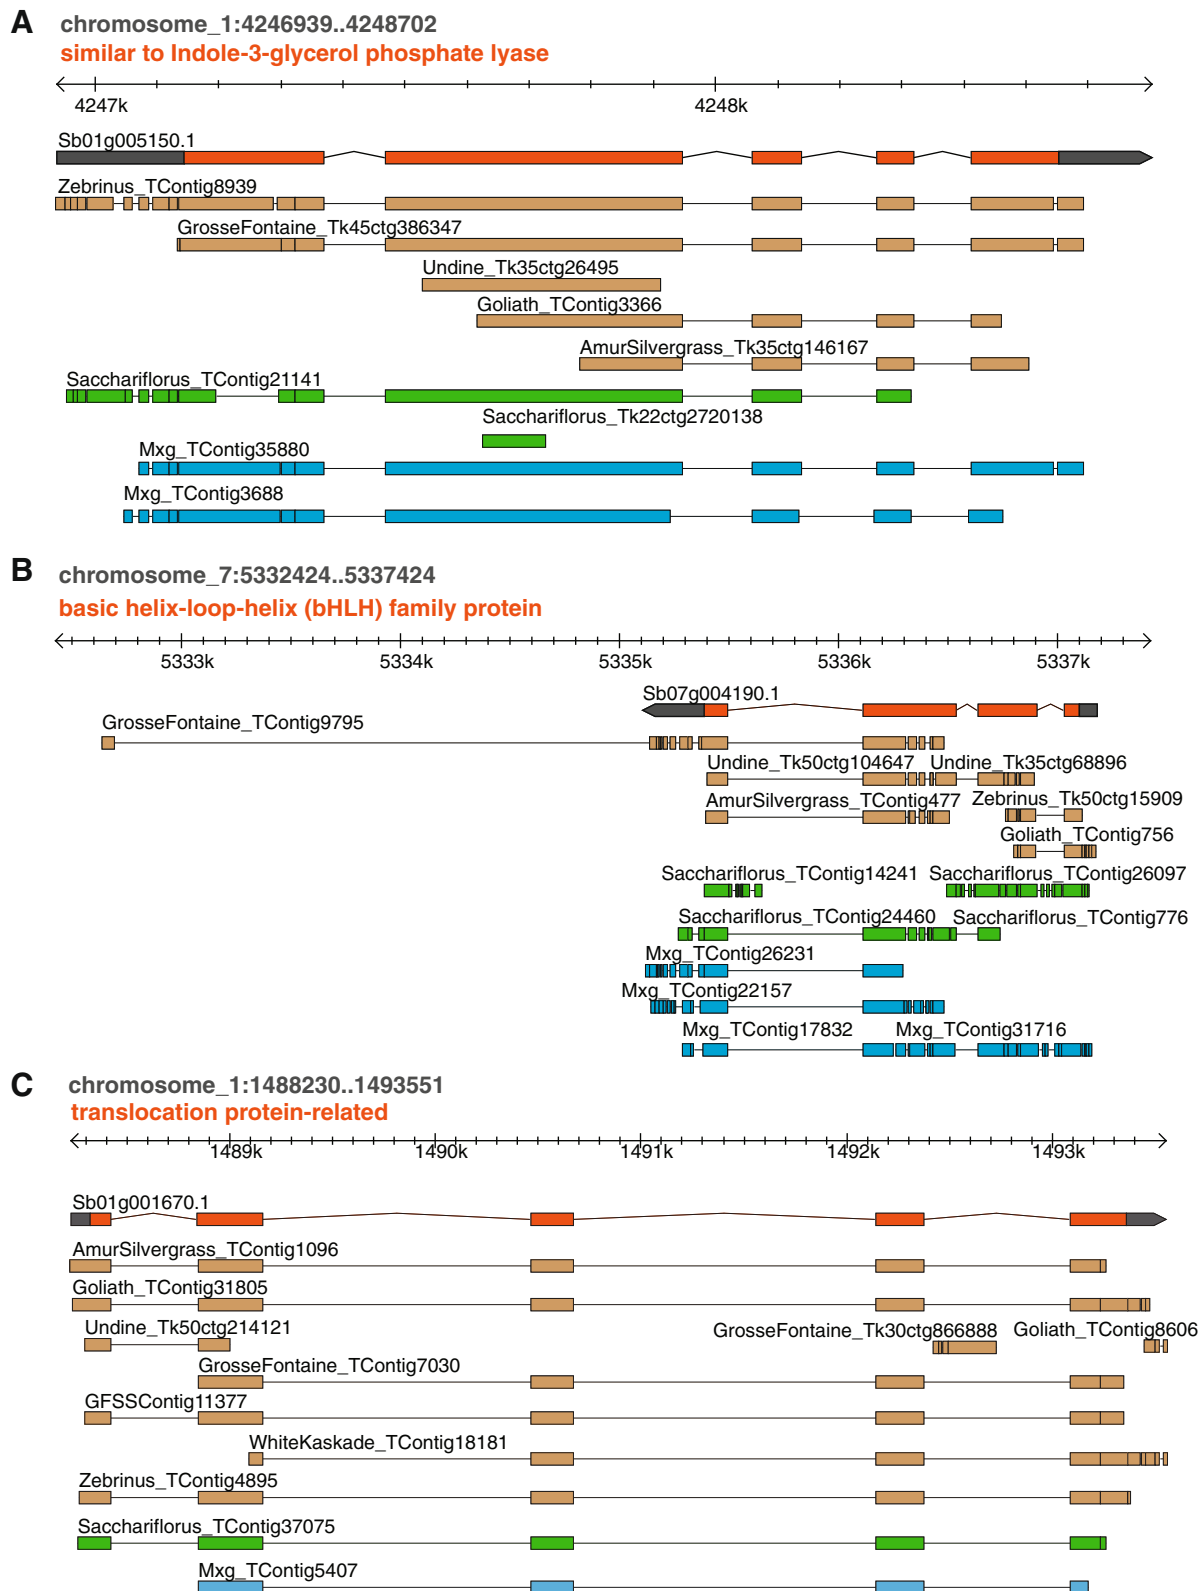 A
chromosome_1:4246939..4248702
similar to Indole-3-glycerol phosphate lyase
4247k 4248k
Sb01g005150.1
Zebrinus_TContig8939
GrosseFontaine_Tk45ctg386347
Undine_Tk35ctg26495
Goliath_TContig3366
AmurSilvergrass_Tk35ctg146167
Sacchariflorus_TContig21141
Sacchariflorus_Tk22ctg2720138
Mxg_TContig35880
Mxg_TContig3688
B
chromosome_7:5332424..5337424
basic helix-loop-helix (bHLH) family protein
5333k 5334k 5335k 5336k 5337k
Sb07g004190.1
GrosseFontaine_TContig9795
Undine_Tk50ctg104647 Undine_Tk35ctg68896
AmurSilvergrass_TContig477 Zebrinus_Tk50ctg15909
Goliath_TContig756
Sacchariflorus_TContig14241 Sacchariflorus_TContig26097
Sacchariflorus_TContig24460 Sacchariflorus_TContig776
Mxg_TContig26231
Mxg_TContig22157
Mxg_TContig17832 Mxg_TContig31716
C
chromosome_1:1488230..1493551
translocation protein-related
1489k 1490k 1491k 1492k 1493k
Sb01g001670.1
AmurSilvergrass_TContig1096
Goliath_TContig31805
Undine_Tk50ctg214121 GrosseFontaine_Tk30ctg866888 Goliath_TContig8606
GrosseFontaine_TContig7030
GFSSContig11377
WhiteKaskade_TContig18181
Zebrinus_TContig4895
Sacchariflorus_TContig37075
Mxg_TContig5407